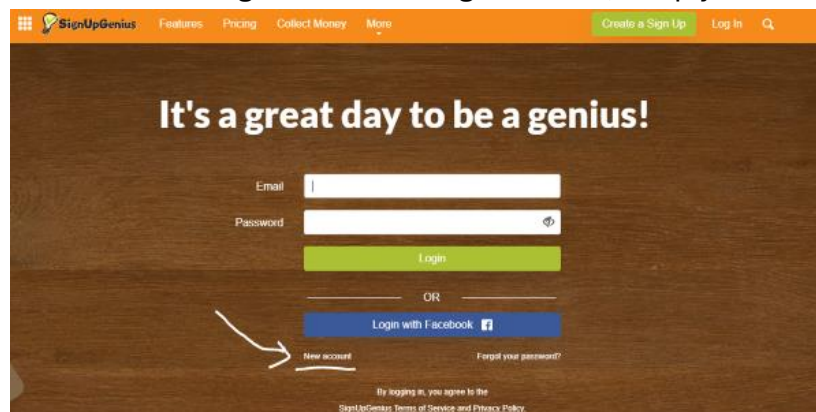 SignUpGenius Features Pricing Collect Money More Create a Sign Up Log In
It's a great day to be a genius!
Email
Password
Login
OR
Login with Facebook
New account Forgot your password?
By logging in, you agree to the
SignUpGenius Terms of Service and Privacy Policy.